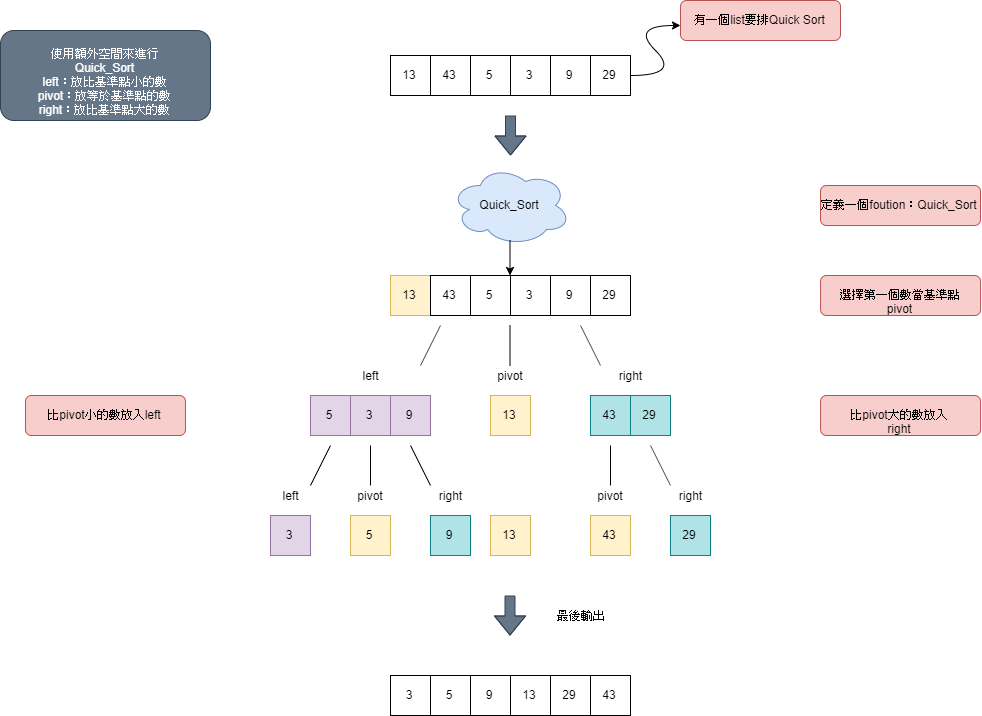 有一個list要排Quick Sort
使用額外空間來進行
Quick_Sort
left：放比基準點小的數
pivot：放等於基準點的數
right：放比基準點大的數
13 43 5 3 9 29
Quick_Sort
定義一個foution：Quick_Sort
13 43 5 3 9 29
選擇第一個數當基準點
pivot
left pivot right
比pivot小的數放入left
5 3 9 13 43 29
比pivot大的數放入
right
left pivot right pivot right
3 5 9 13 43 29
最後輸出
3 5 9 13 29 43